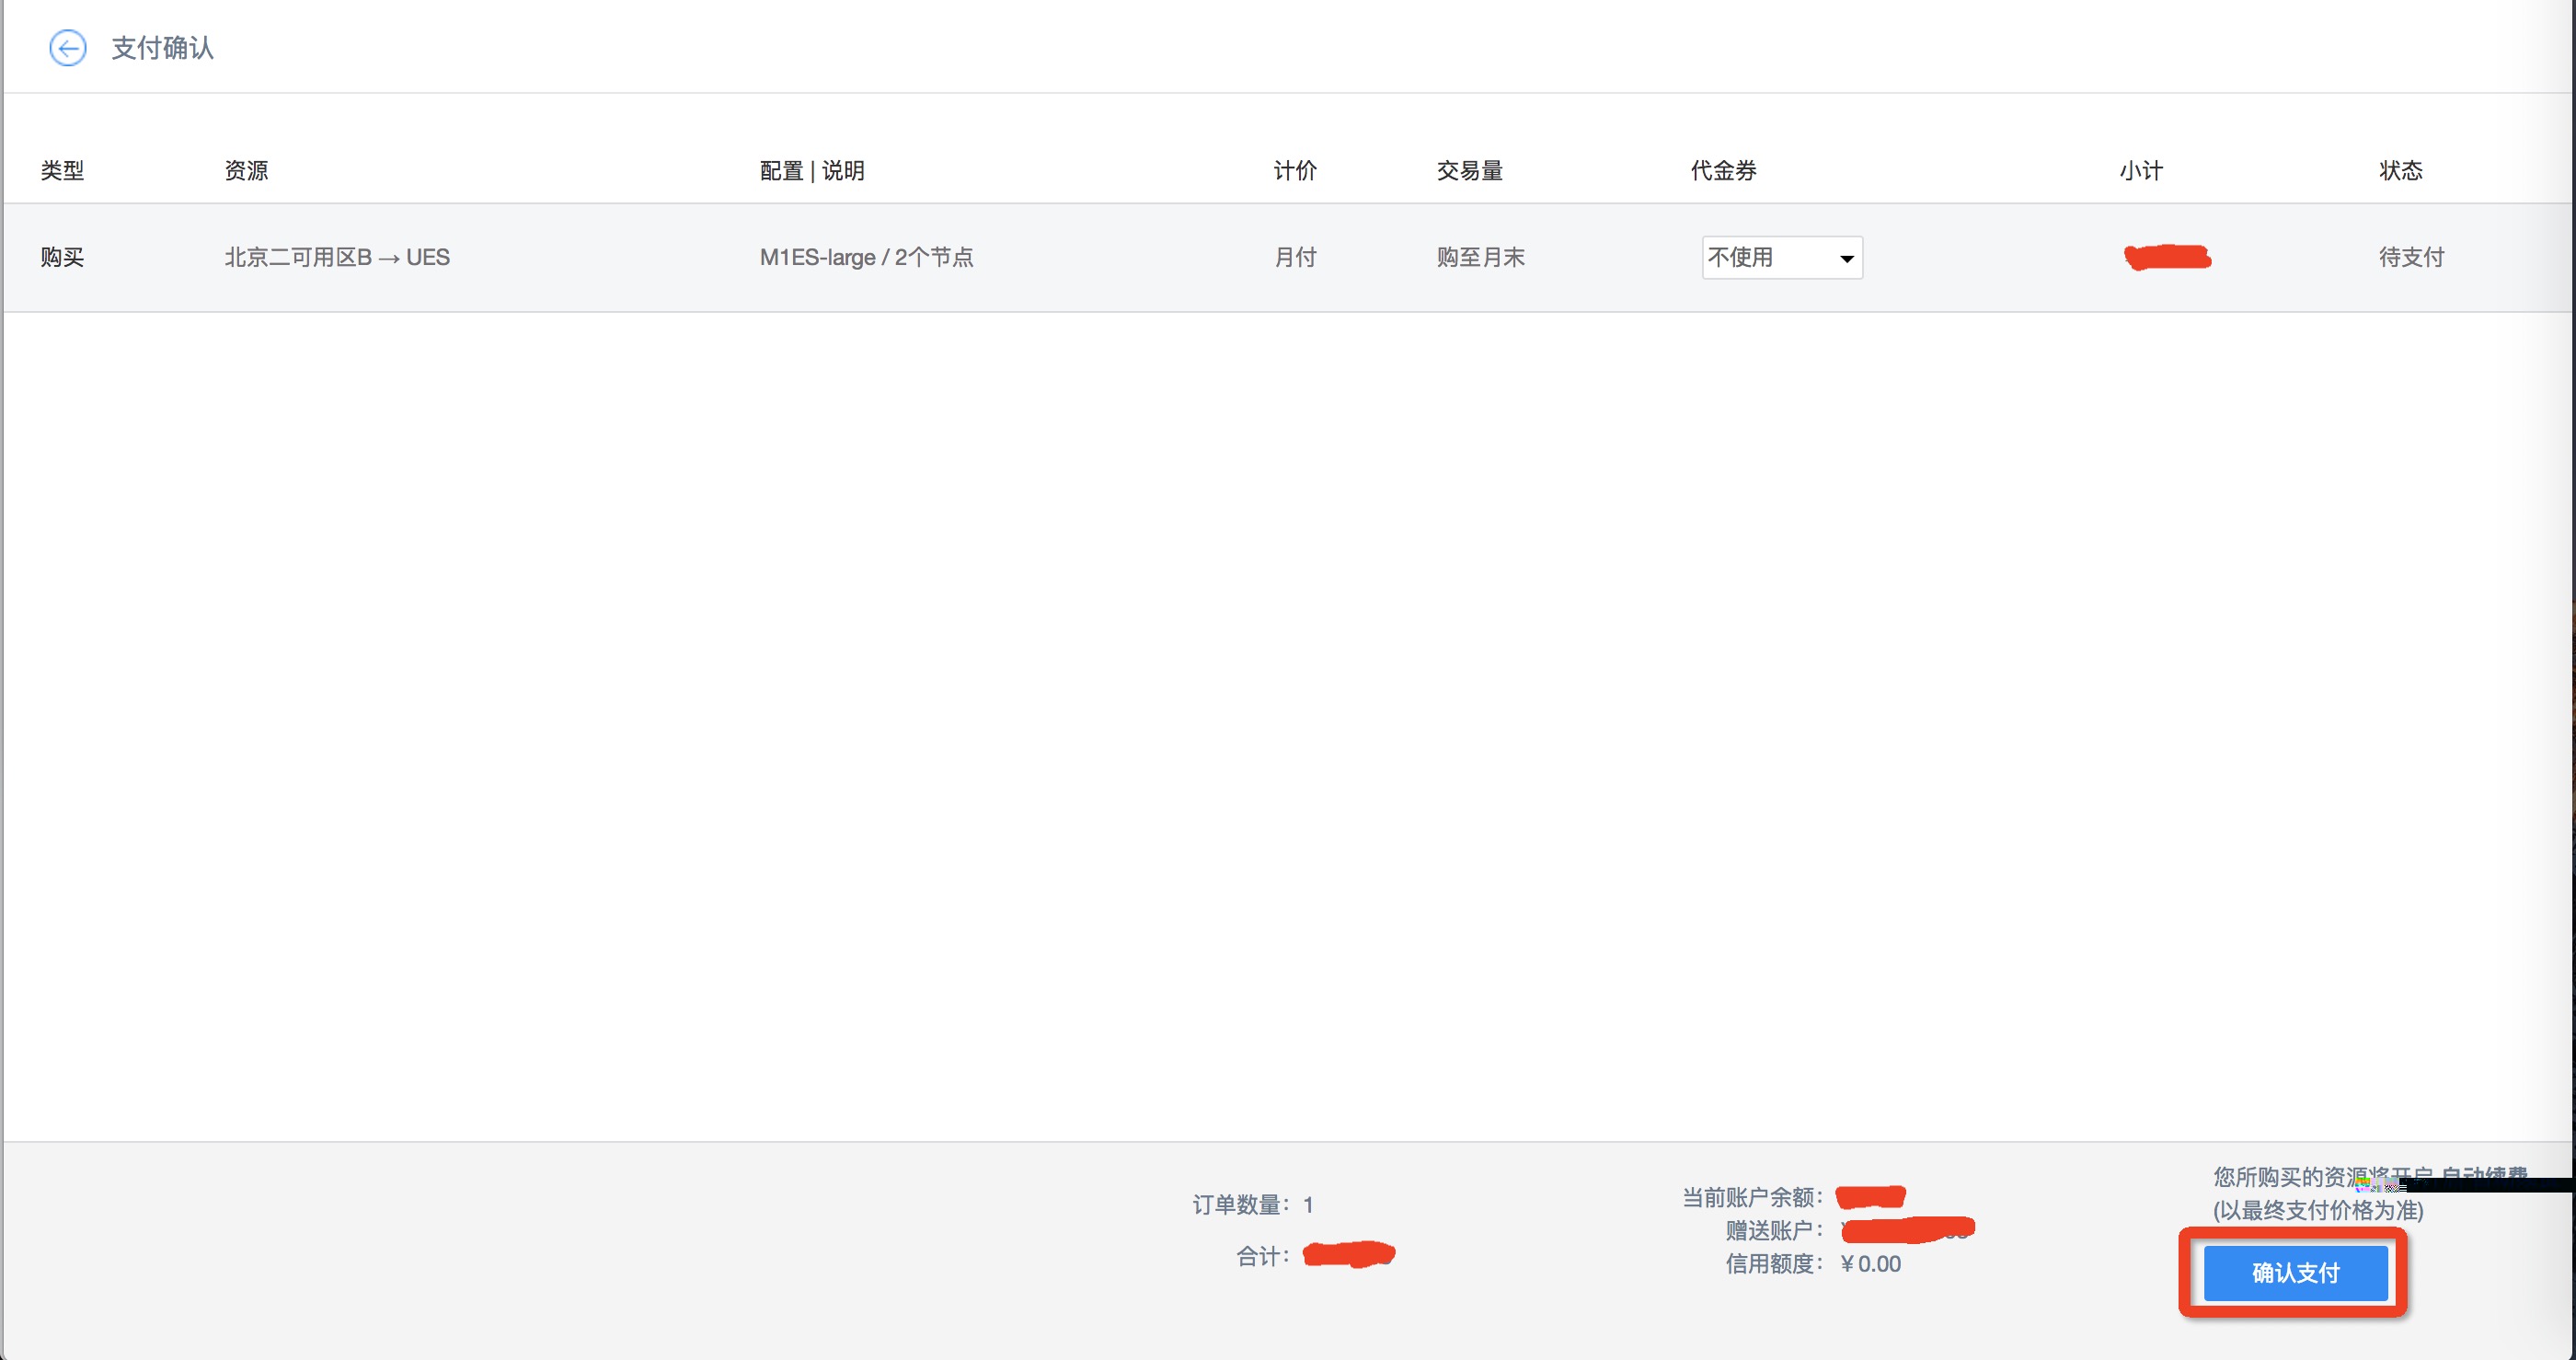 支付确认
类型 资源 配置 | 说明 计价 交易量 代金券 小计 状态
购买 北京二可用区B → UES M1ES-large / 2个节点 月付 购至月末 不使用 待支付
订单数量：1
合计：
当前账户余额：
赠送账户：
信用额度：¥0.00
您所购买的资源将开启 自动续费
(以最终支付价格为准)
确认支付